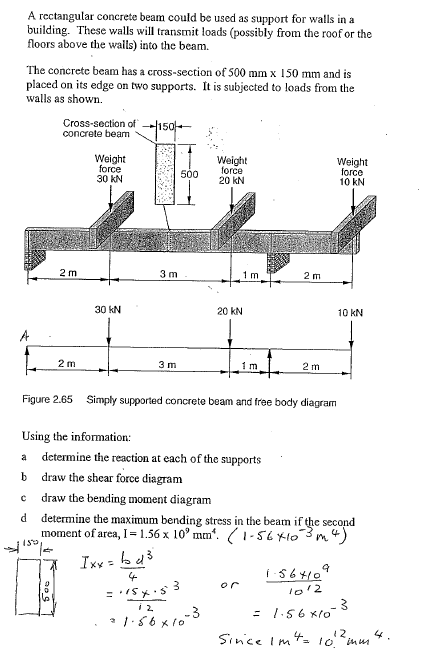 A rectangular concrete beam could be used as support for walls in a
building. These walls will transmit loads (possibly from the roof or the
floors above the walls) into the beam.
The concrete beam has a cross-section of 500 mm x 150 mm and is
placed on its edge on two supports. It is subjected to loads from the
walls as shown.
Cross-section of
concrete beam
150
500
Weight
force
30 kN
Weight
force
20 kN
Weight
force
10 kN
2 m
3 m
1 m
2 m
30 kN
20 kN
10 kN
A
2 m
3 m
1 m
2 m
Figure 2.65 Simply supported concrete beam and free body diagram
Using the information:
a determine the reaction at each of the supports
b draw the shear force diagram
c draw the bending moment diagram
d determine the maximum bending stress in the beam if the second
moment of area, I = 1.56 x 10⁹ mm⁴. (1.56 x10⁻³ m⁴)
150
500
Ixx = bd³
4
= .15 x .5³
12
= 1.56 x 10⁻³
or
1.56 x 10⁹
10¹²
= 1.56 x 10⁻³
Since 1m⁴ = 10¹² mm⁴.